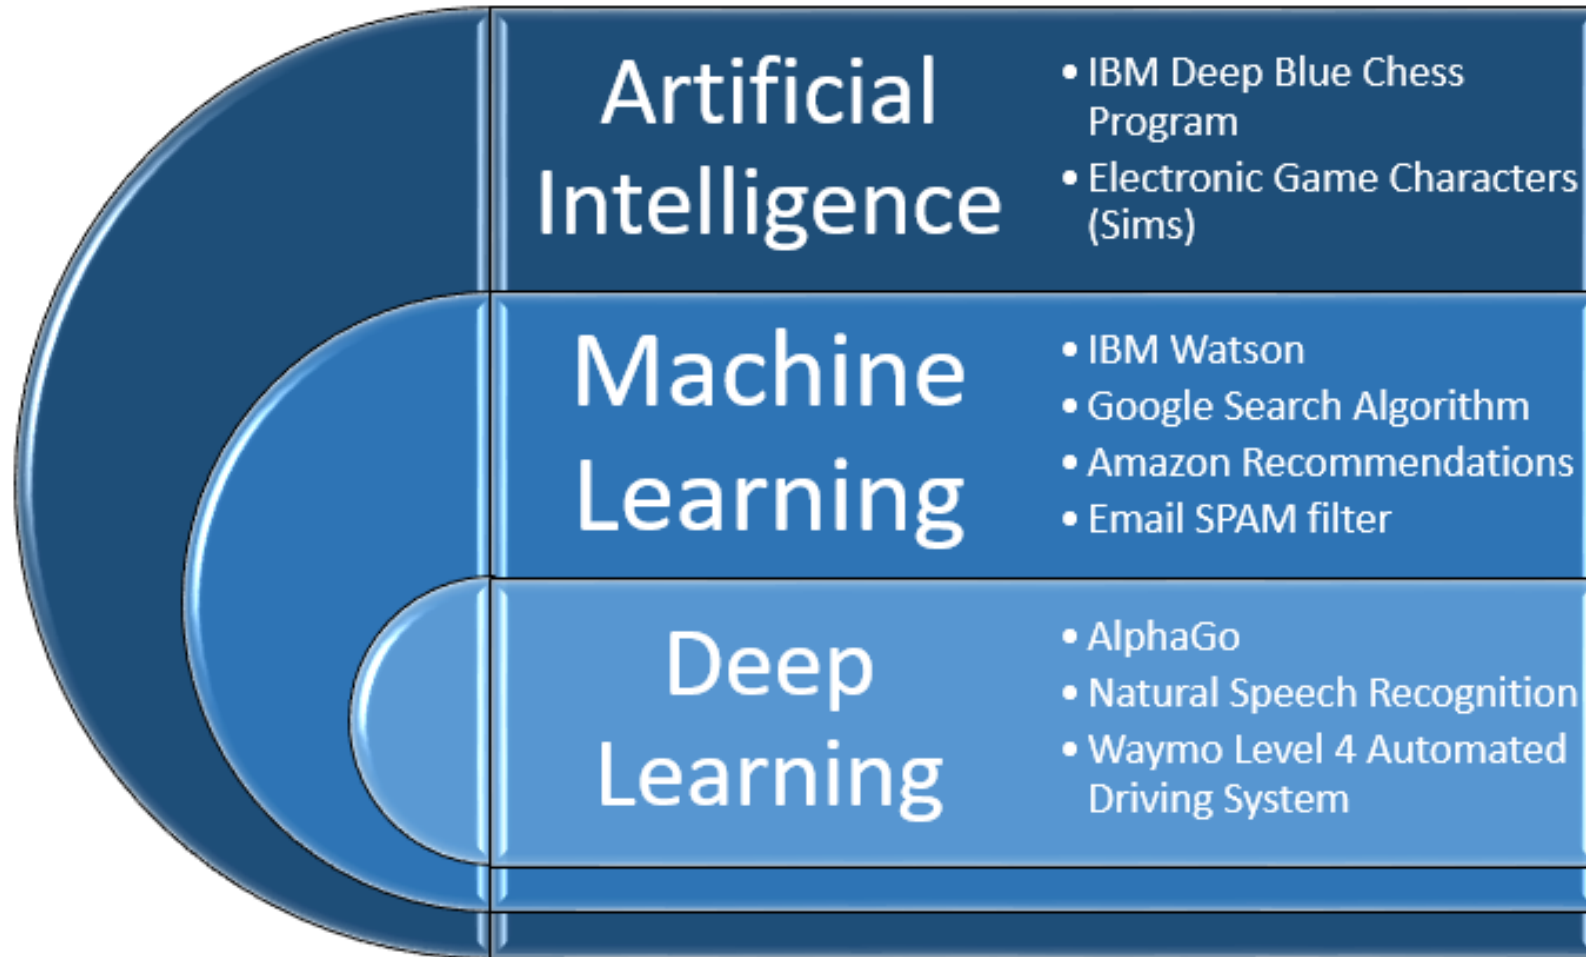 Artificial
Intelligence
• IBM Deep Blue Chess
Program
• Electronic Game Characters
(Sims)
Machine
Learning
• IBM Watson
• Google Search Algorithm
• Amazon Recommendations
• Email SPAM filter
Deep
Learning
• AlphaGo
• Natural Speech Recognition
• Waymo Level 4 Automated
Driving System